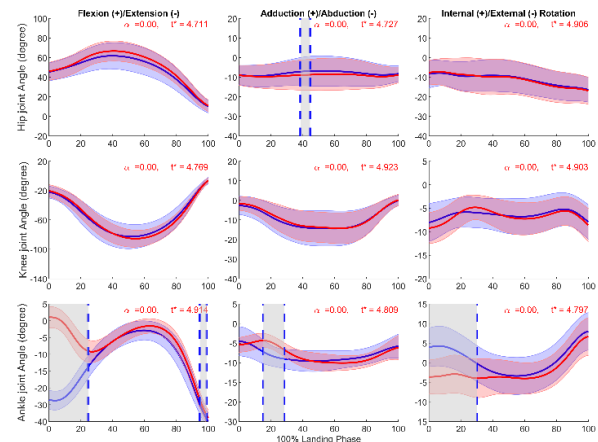 Flexion (+)/Extension (-) Adduction (+)/Abduction (-) Internal (+)/External (-) Rotation
α =0.00, t* = 4.711
α =0.00, t* = 4.727
α =0.00, t* = 4.906
Hip joint Angle (degree)
100 80 60 40 20 0 -20
20 10 0 -10 -20 -30 -40
20 10 0 -10 -20 -30 -40
0 20 40 60 80 100
0 20 40 60 80 100
0 20 40 60 80 100
α =0.00, t* = 4.769
α =0.00, t* = 4.923
α =0.00, t* = 4.903
Knee joint Angle (degree)
40 0 -40 -60 -80 -100 -140
20 10 0 -10 -20 -30
5 0 -5 -10 -15 -20
0 20 40 60 80 100
0 20 40 60 80 100
0 20 40 60 80 100
α =0.00, t* = 4.914
α =0.00, t* = 4.809
α =0.00, t* = 4.797
Ankle joint Angle (degree)
5 -5 -15 -20 -30 -40
5 0 -5 -10 -15 -20 -25
15 10 5 0 -5 -10 -15
0 20 40 60 80 100
0 20 40 60 80 100
0 20 40 60 80 100
100% Landing Phase